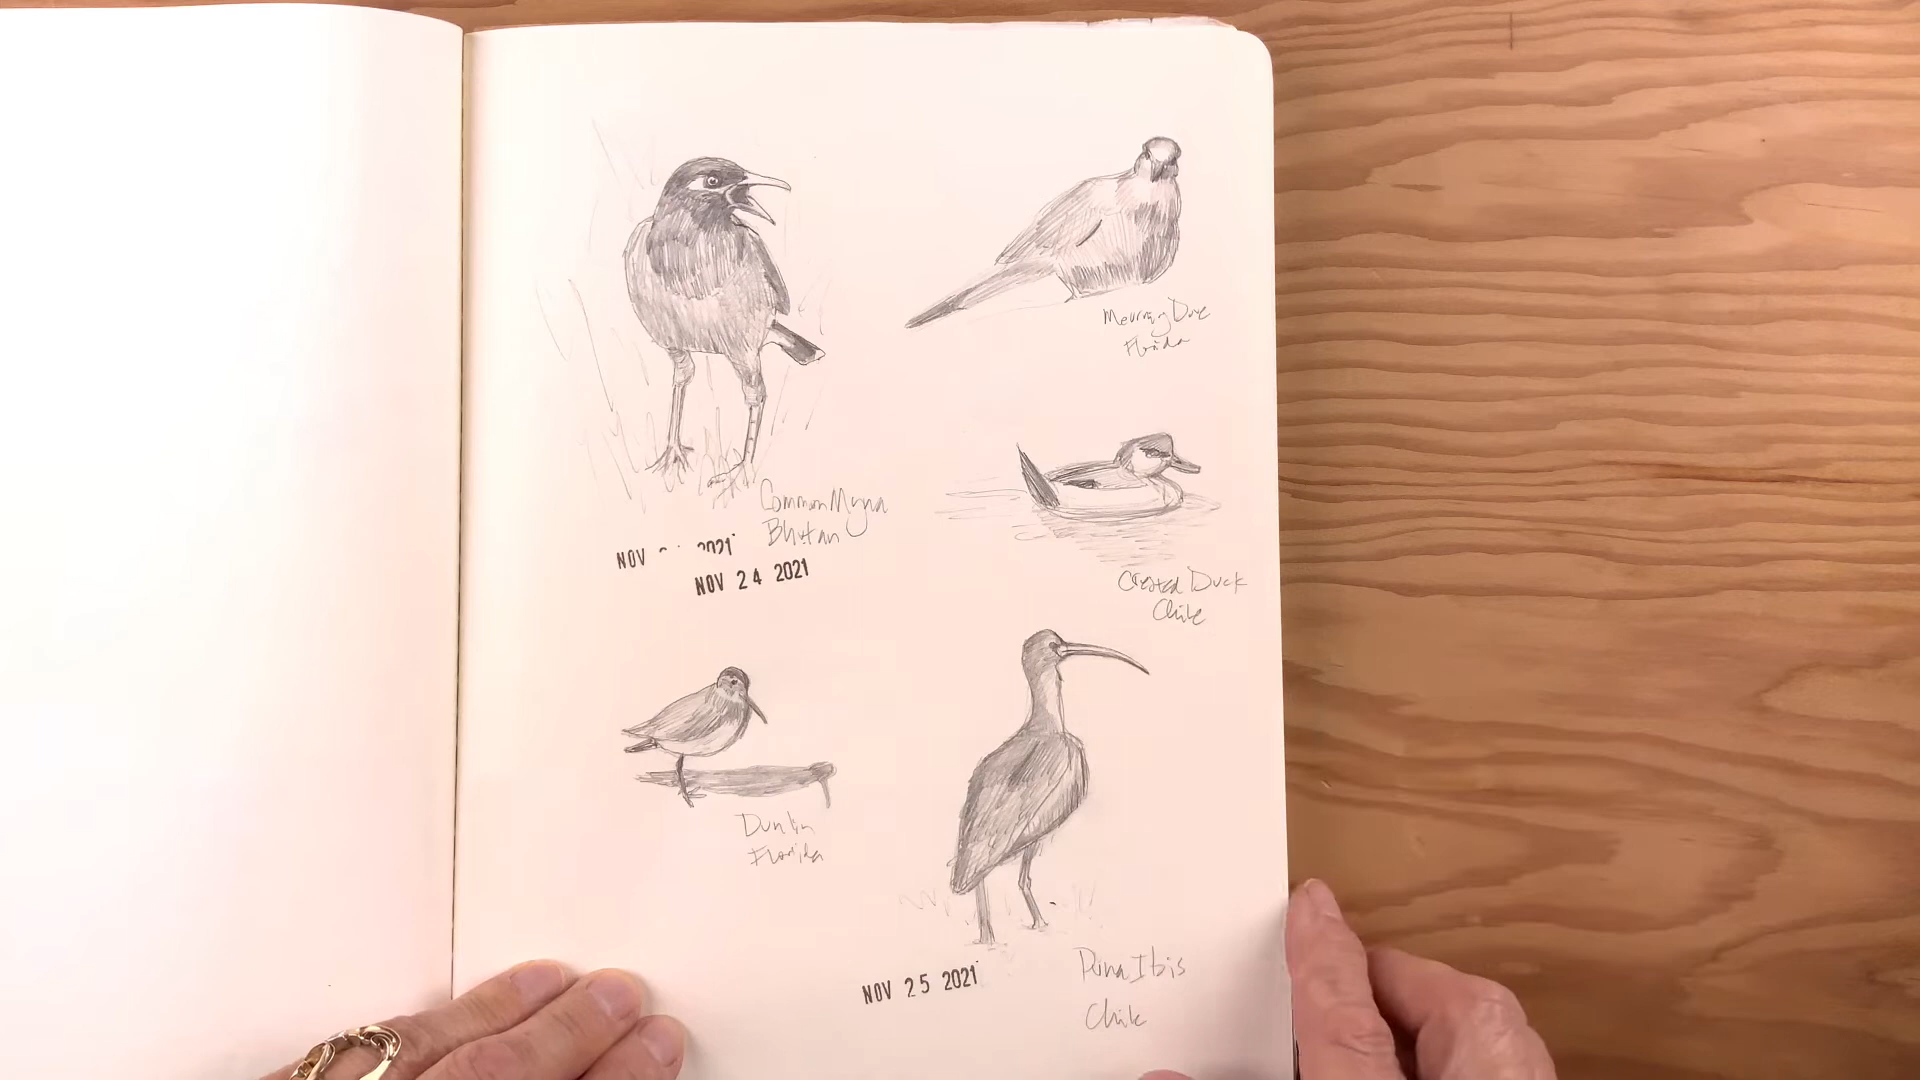 Mourning Dove
Florida
Common Myna
Bhutan
NOV 2021
NOV 24 2021
Crested Duck
Chile
Dunlin
Florida
Puna Ibis
Chile
NOV 25 2021